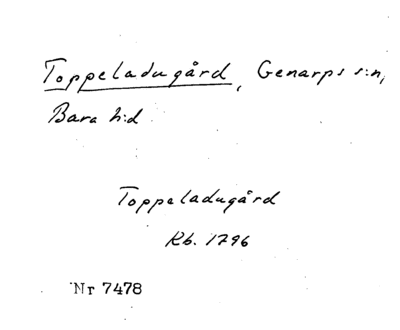 Toppeladugård, Genarps s:n,
Bara h:d
Toppeladugård
Rb. 1796
Nr 7478